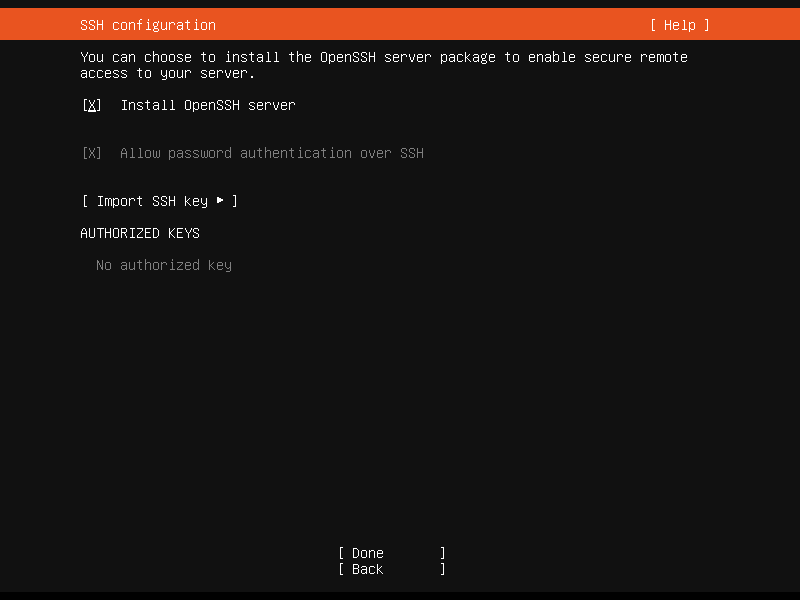 SSH configuration [ Help ]
You can choose to install the OpenSSH server package to enable secure remote
access to your server.
[X] Install OpenSSH server
[X] Allow password authentication over SSH
[ Import SSH key ▸ ]
AUTHORIZED KEYS
No authorized key
[ Done ]
[ Back ]